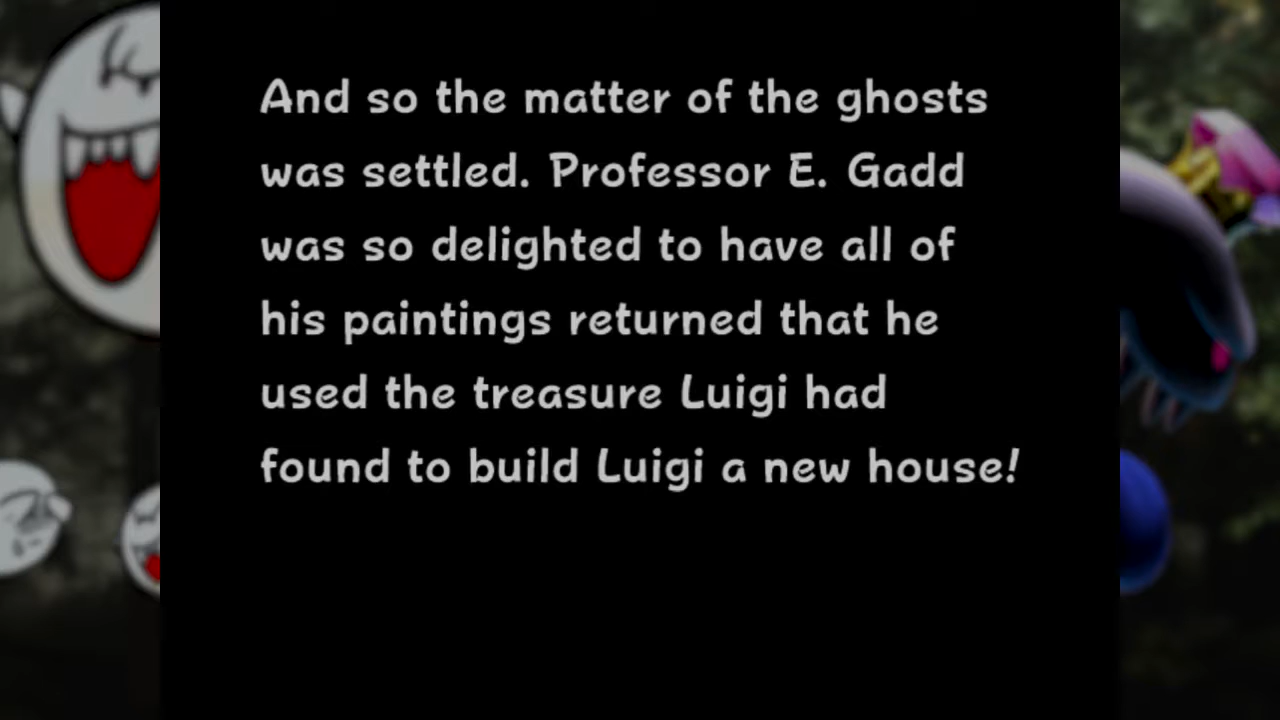 And so the matter of the ghosts
was settled. Professor E. Gadd
was so delighted to have all of
his paintings returned that he
used the treasure Luigi had
found to build Luigi a new house!